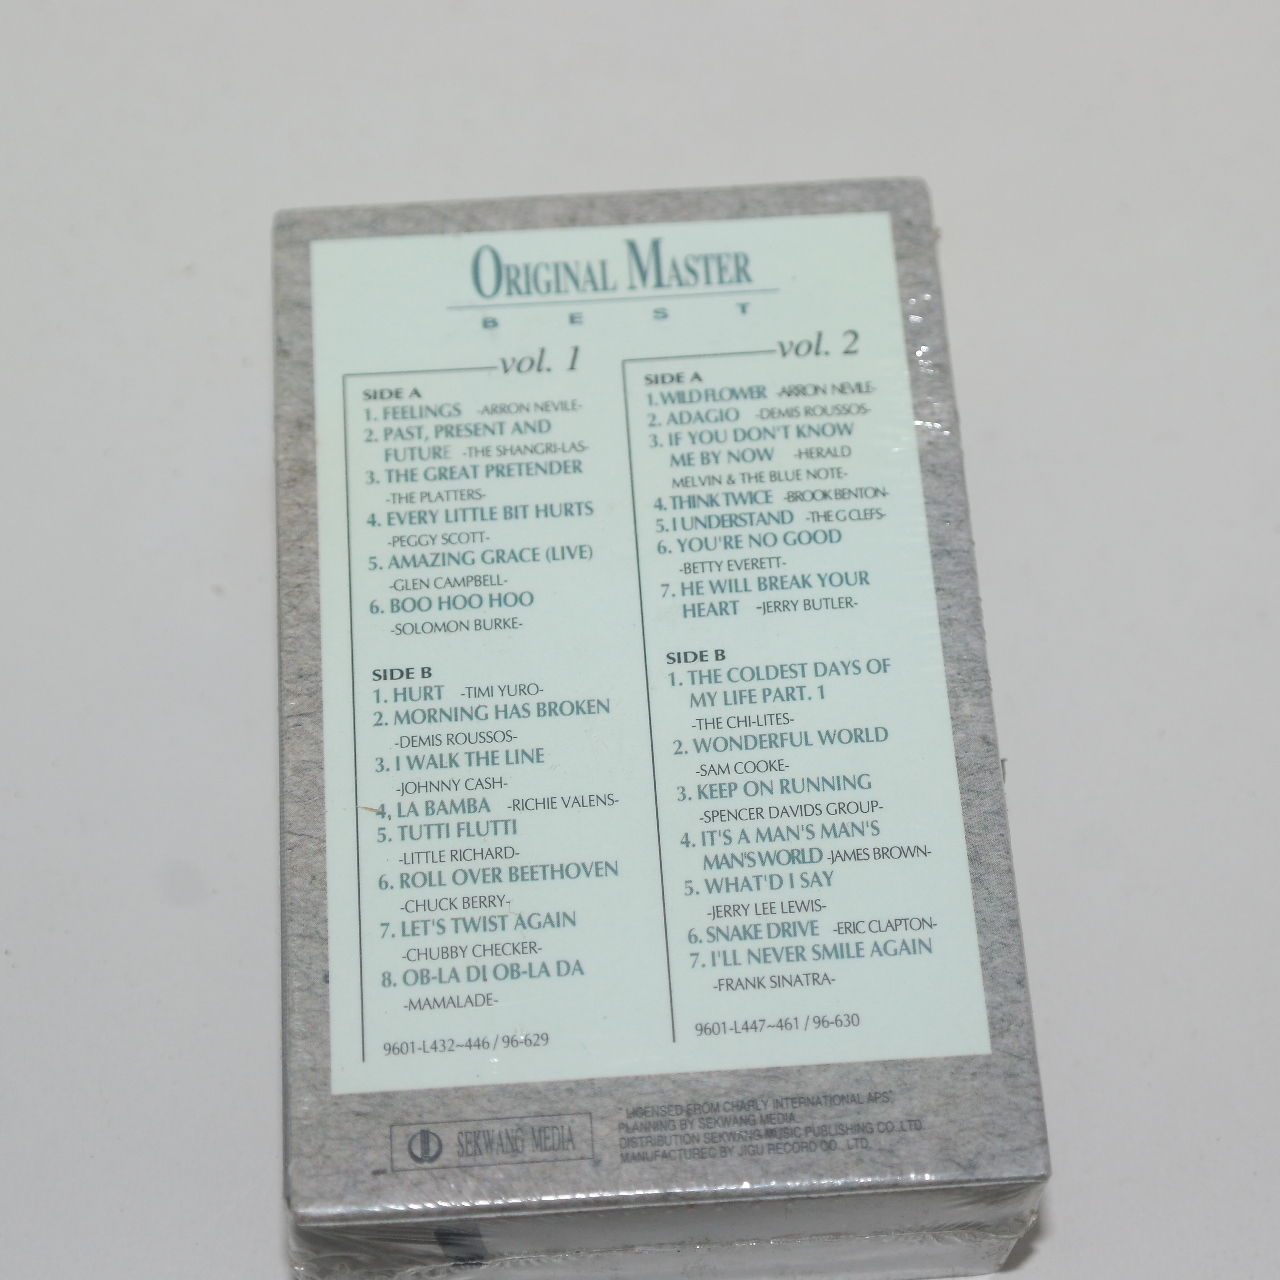 ORIGINAL MASTER
BEST
vol. 1
SIDE A
1. FEELINGS -ARRON NEVILE-
2. PAST, PRESENT AND
FUTURE -THE SHANGRI-LAS-
3. THE GREAT PRETENDER
-THE PLATTERS-
4. EVERY LITTLE BIT HURTS
-PEGGY SCOTT-
5. AMAZING GRACE (LIVE)
-GLEN CAMPBELL-
6. BOO HOO HOO
-SOLOMON BURKE-
SIDE B
1. HURT -TIMI YURO-
2. MORNING HAS BROKEN
-DEMIS ROUSSOS-
3. I WALK THE LINE
-JOHNNY CASH-
4. LA BAMBA -RICHIE VALENS-
5. TUTTI FLUTTI
-LITTLE RICHARD-
6. ROLL OVER BEETHOVEN
-CHUCK BERRY-
7. LET'S TWIST AGAIN
-CHUBBY CHECKER-
8. OB-LA DI OB-LA DA
-MAMALADE-
9601-L432~446 / 96-629
vol. 2
SIDE A
1. WILD FLOWER -ARRON NEVILE-
2. ADAGIO -DEMIS ROUSSOS-
3. IF YOU DON'T KNOW
ME BY NOW -HERALD
MELVIN & THE BLUE NOTE-
4. THINK TWICE -BROOK BENTON-
5. I UNDERSTAND -THE G CLEFS-
6. YOU'RE NO GOOD
-BETTY EVERETT-
7. HE WILL BREAK YOUR
HEART -JERRY BUTLER-
SIDE B
1. THE COLDEST DAYS OF
MY LIFE PART. 1
-THE CHI-LITES-
2. WONDERFUL WORLD
-SAM COOKE-
3. KEEP ON RUNNING
-SPENCER DAVIDS GROUP-
4. IT'S A MAN'S MAN'S
MAN'S WORLD -JAMES BROWN-
5. WHAT'D I SAY
-JERRY LEE LEWIS-
6. SNAKE DRIVE -ERIC CLAPTON-
7. I'LL NEVER SMILE AGAIN
-FRANK SINATRA-
9601-L447~461 / 96-630
SEKWANG MEDIA
"LICENSED FROM CHARLY INTERNATIONAL APS"
PLANNING BY SEKWANG MEDIA
DISTRIBUTION SEKWANG MUSIC PUBLISHING CO.,LTD.
MANUFACTURED BY JIGU RECORD CO., LTD.